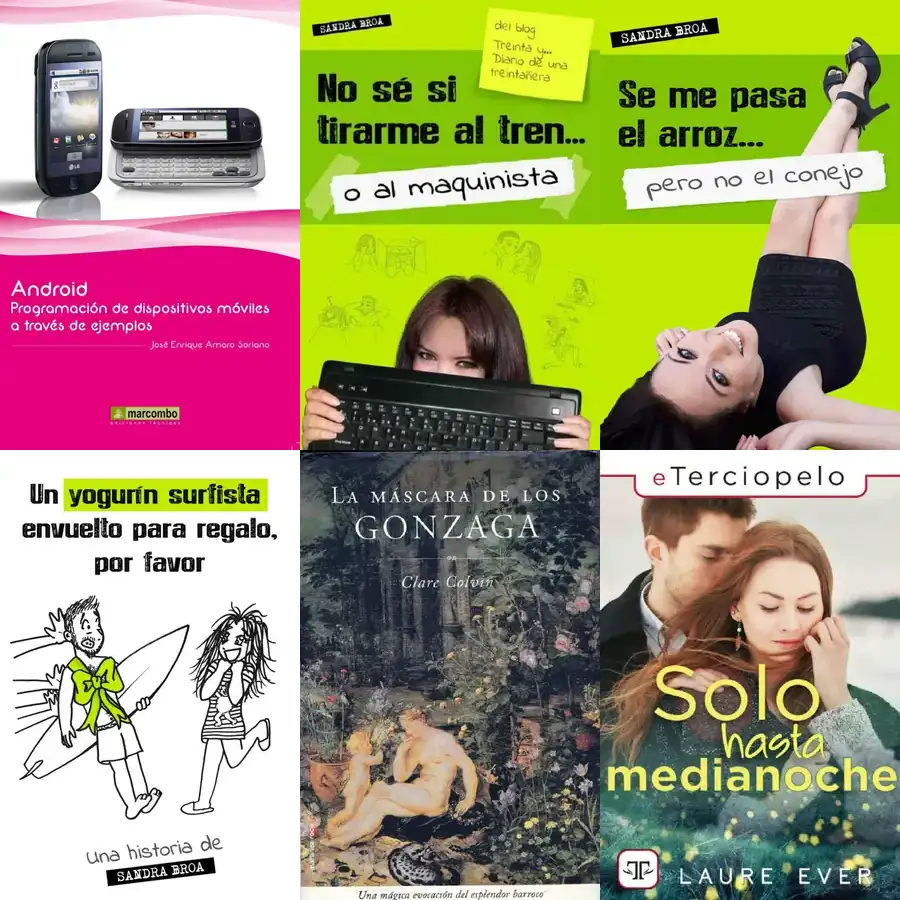 Android
Programación de dispositivos móviles
a través de ejemplos
José Enrique Amaro Soriano
marcombo
LG
SANDRA BROA
del blog
Treinta y...
Diario de una
treintañera
No sé si
tirarme al tren...
o al maquinista
SANDRA BROA
Se me pasa
el arroz...
pero no el conejo
Un yogurín surfista
envuelto para regalo,
por favor
Una historia de
SANDRA BROA
LA MÁSCARA DE LOS
GONZAGA
Clare Colvin
Una mágica evocación del esplendor barroco
eTerciopelo
Solo
hasta
medianoche
LAURE EVER